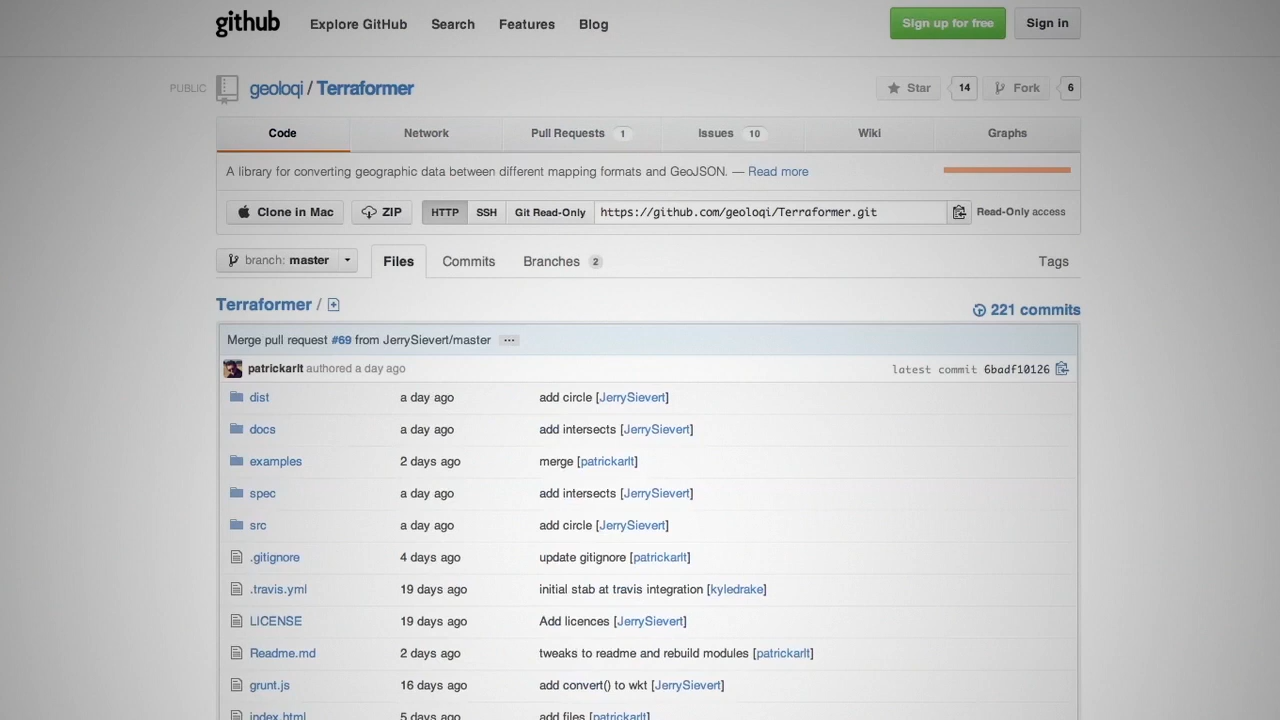 github Explore GitHub Search Features Blog Sign up for free Sign in
PUBLIC geoloqi / Terraformer Star 14 Fork 6
Code Network Pull Requests 1 Issues 10 Wiki Graphs
A library for converting geographic data between different mapping formats and GeoJSON. — Read more
Clone in Mac ZIP HTTP SSH Git Read-Only https://github.com/geoloqi/Terraformer.git Read-Only access
branch: master Files Commits Branches 2 Tags
Terraformer / 221 commits
Merge pull request #69 from JerrySievert/master ...
patrickarlt authored a day ago latest commit 6badf10126
dist a day ago add circle [JerrySievert]
docs a day ago add intersects [JerrySievert]
examples 2 days ago merge [patrickarlt]
spec a day ago add intersects [JerrySievert]
src a day ago add circle [JerrySievert]
.gitignore 4 days ago update gitignore [patrickarlt]
.travis.yml 19 days ago initial stab at travis integration [kyledrake]
LICENSE 19 days ago Add licences [JerrySievert]
Readme.md 2 days ago tweaks to readme and rebuild modules [patrickarlt]
grunt.js 16 days ago add convert() to wkt [JerrySievert]
index.html 5 days ago add files [patrickarlt]